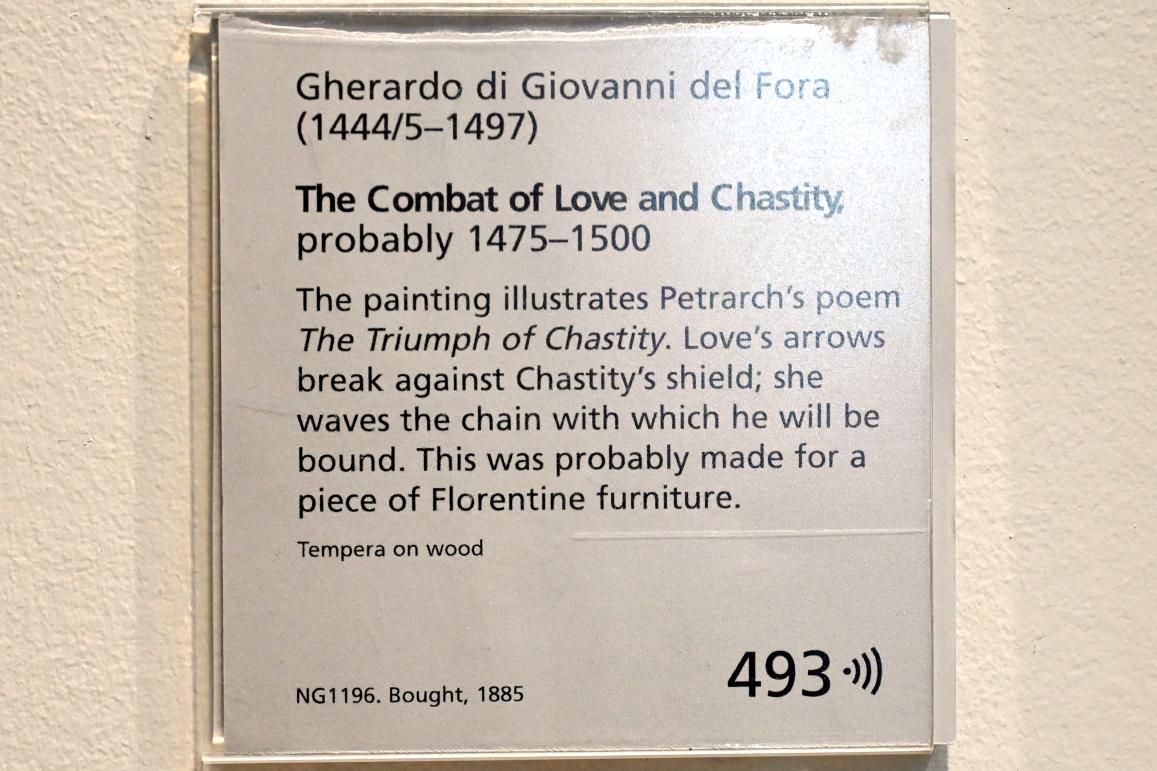 Gherardo di Giovanni del Fora
(1444/5–1497)
The Combat of Love and Chastity,
probably 1475–1500
The painting illustrates Petrarch’s poem
The Triumph of Chastity. Love’s arrows
break against Chastity’s shield; she
waves the chain with which he will be
bound. This was probably made for a
piece of Florentine furniture.
Tempera on wood
493
NG1196. Bought, 1885